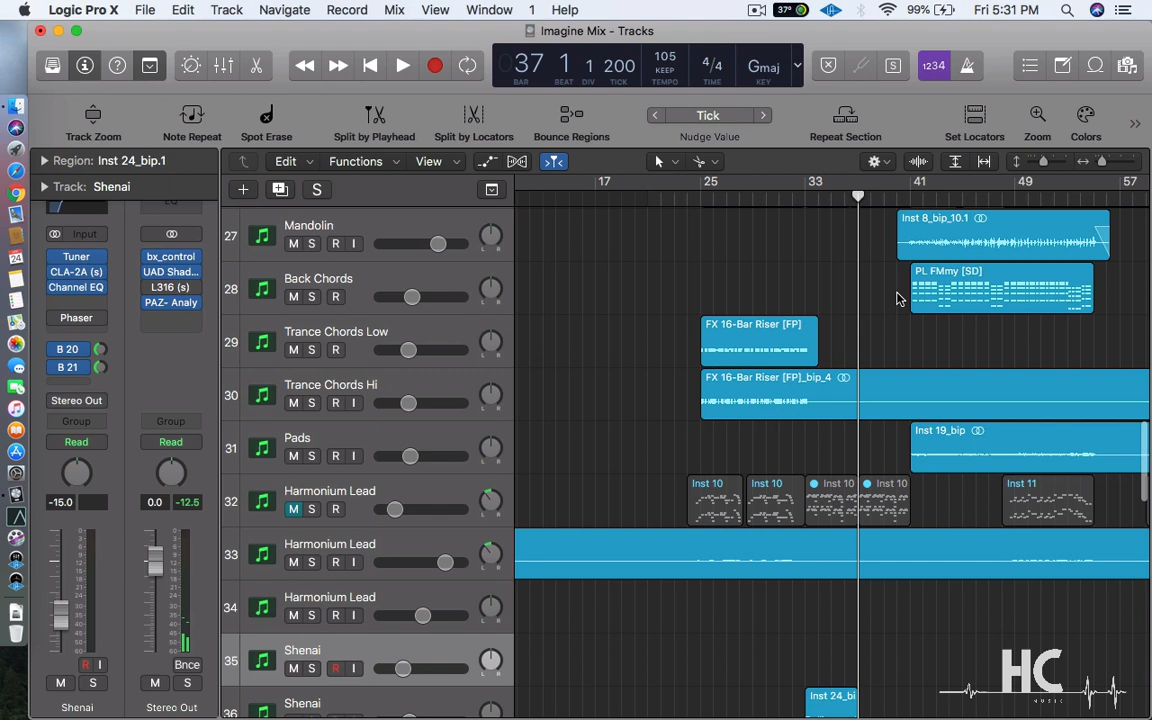 Logic Pro X File Edit Track Navigate Record Mix View Window 1 Help 37° 99% Fri 5:31 PM
Imagine Mix - Tracks
37 1 1 200 105 KEEP 4/4 Gmaj 1234
BAR BEAT DIV TICK TEMPO TIME
Tick
Track Zoom Note Repeat Spot Erase Split by Playhead Split by Locators Bounce Regions Nudge Value Repeat Section Set Locators Zoom Colors
Region: Inst 24_bip.1 Edit Functions View
Track: Shenai S 17 25 33 41 49 57
EQ
Input
Tuner bx_control
CLA-2A (s) UAD Shad...
Channel EQ L316 (s)
PAZ- Analy
Phaser
B 20
B 21
Stereo Out
Group Group
Read Read
-15.0 0.0 -12.5
R I Bnce
M S M S
Shenai Stereo Out
27 Mandolin
M S R I
Inst 8_bip_10.1
28 Back Chords
M S R
PL FMmy [SD]
29 Trance Chords Low
M S R
FX 16-Bar Riser [FP]
30 Trance Chords Hi
M S R I
FX 16-Bar Riser [FP]_bip_4
31 Pads
M S R I
Inst 19_bip
32 Harmonium Lead
M S R
Inst 10 Inst 10 Inst 10 Inst 10 Inst 11
33 Harmonium Lead
M S R I
34 Harmonium Lead
M S R I
35 Shenai
M S R I
36 Shenai
Inst 24_bi
HC
MUSIC